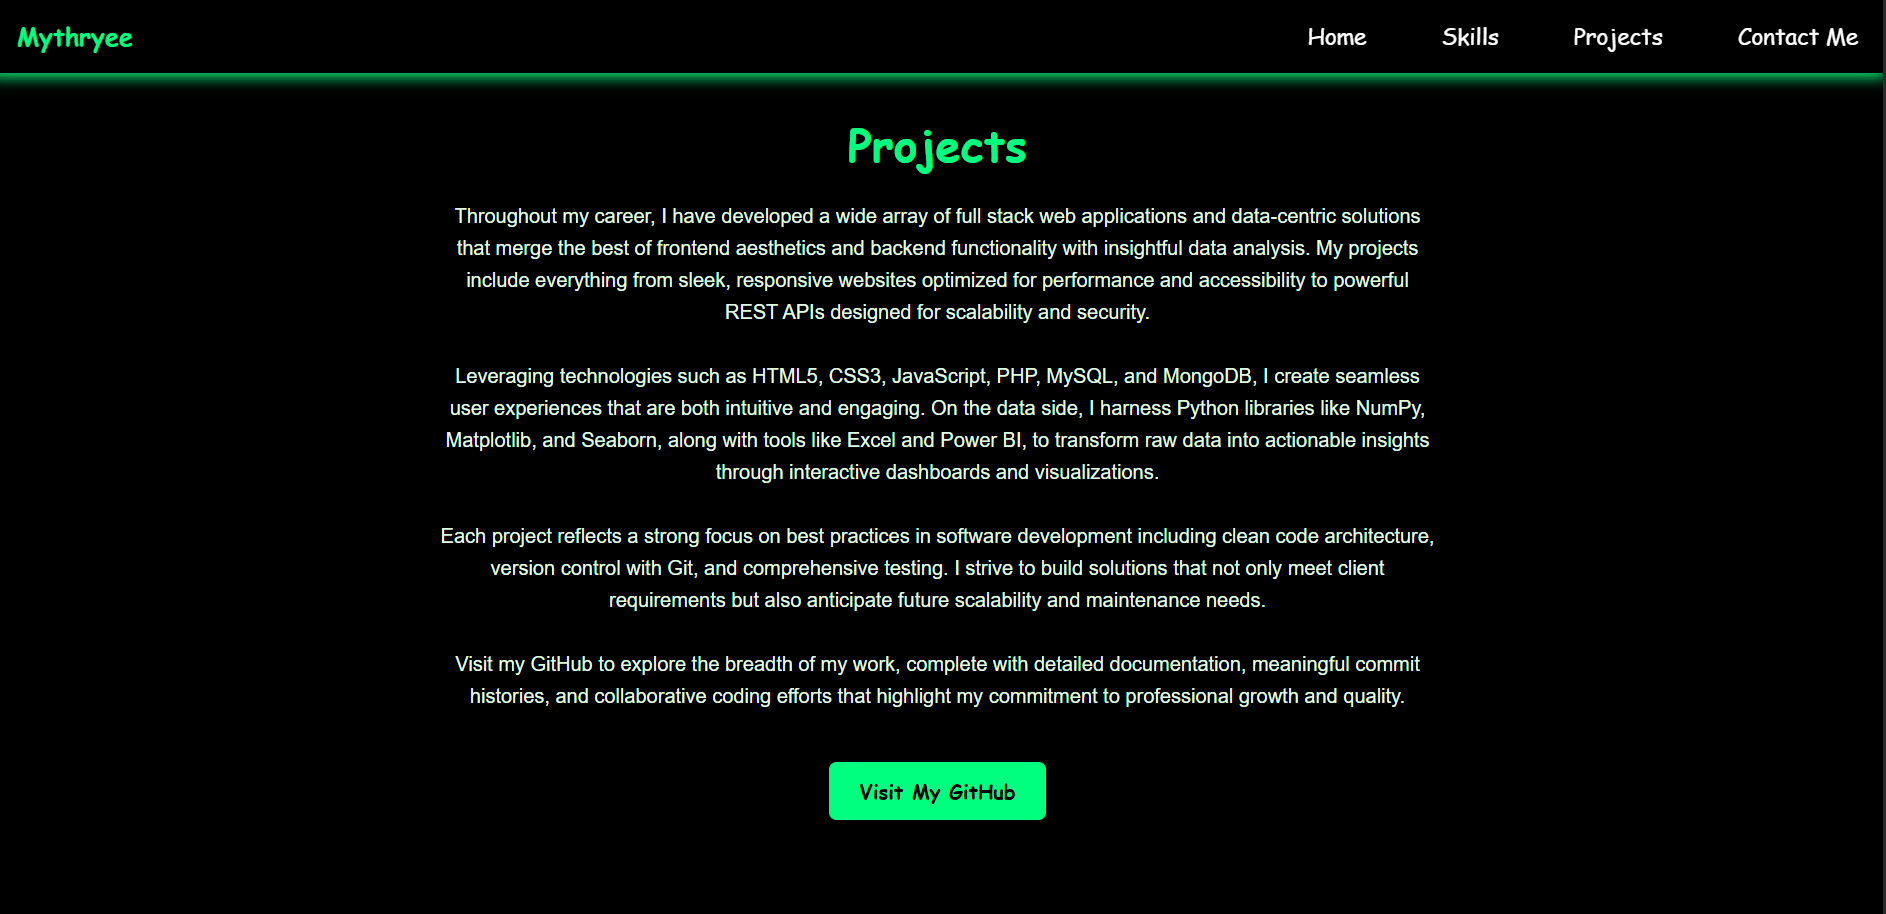 Mythryee
Home Skills Projects Contact Me
Projects
Throughout my career, I have developed a wide array of full stack web applications and data-centric solutions
that merge the best of frontend aesthetics and backend functionality with insightful data analysis. My projects
include everything from sleek, responsive websites optimized for performance and accessibility to powerful
REST APIs designed for scalability and security.
Leveraging technologies such as HTML5, CSS3, JavaScript, PHP, MySQL, and MongoDB, I create seamless
user experiences that are both intuitive and engaging. On the data side, I harness Python libraries like NumPy,
Matplotlib, and Seaborn, along with tools like Excel and Power BI, to transform raw data into actionable insights
through interactive dashboards and visualizations.
Each project reflects a strong focus on best practices in software development including clean code architecture,
version control with Git, and comprehensive testing. I strive to build solutions that not only meet client
requirements but also anticipate future scalability and maintenance needs.
Visit my GitHub to explore the breadth of my work, complete with detailed documentation, meaningful commit
histories, and collaborative coding efforts that highlight my commitment to professional growth and quality.
Visit My GitHub